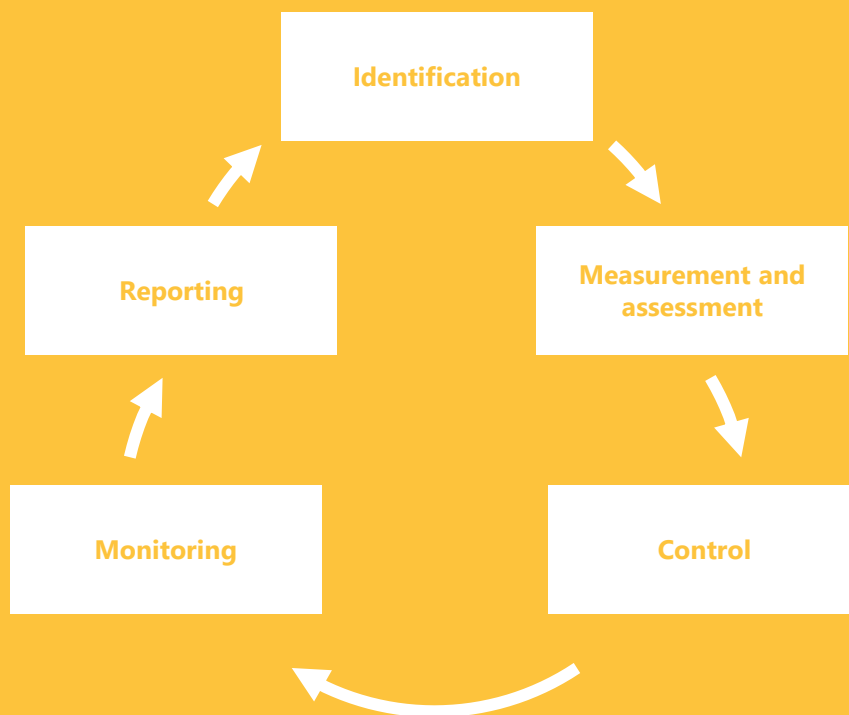 Identification
Reporting
Measurement and
assessment
Monitoring
Control